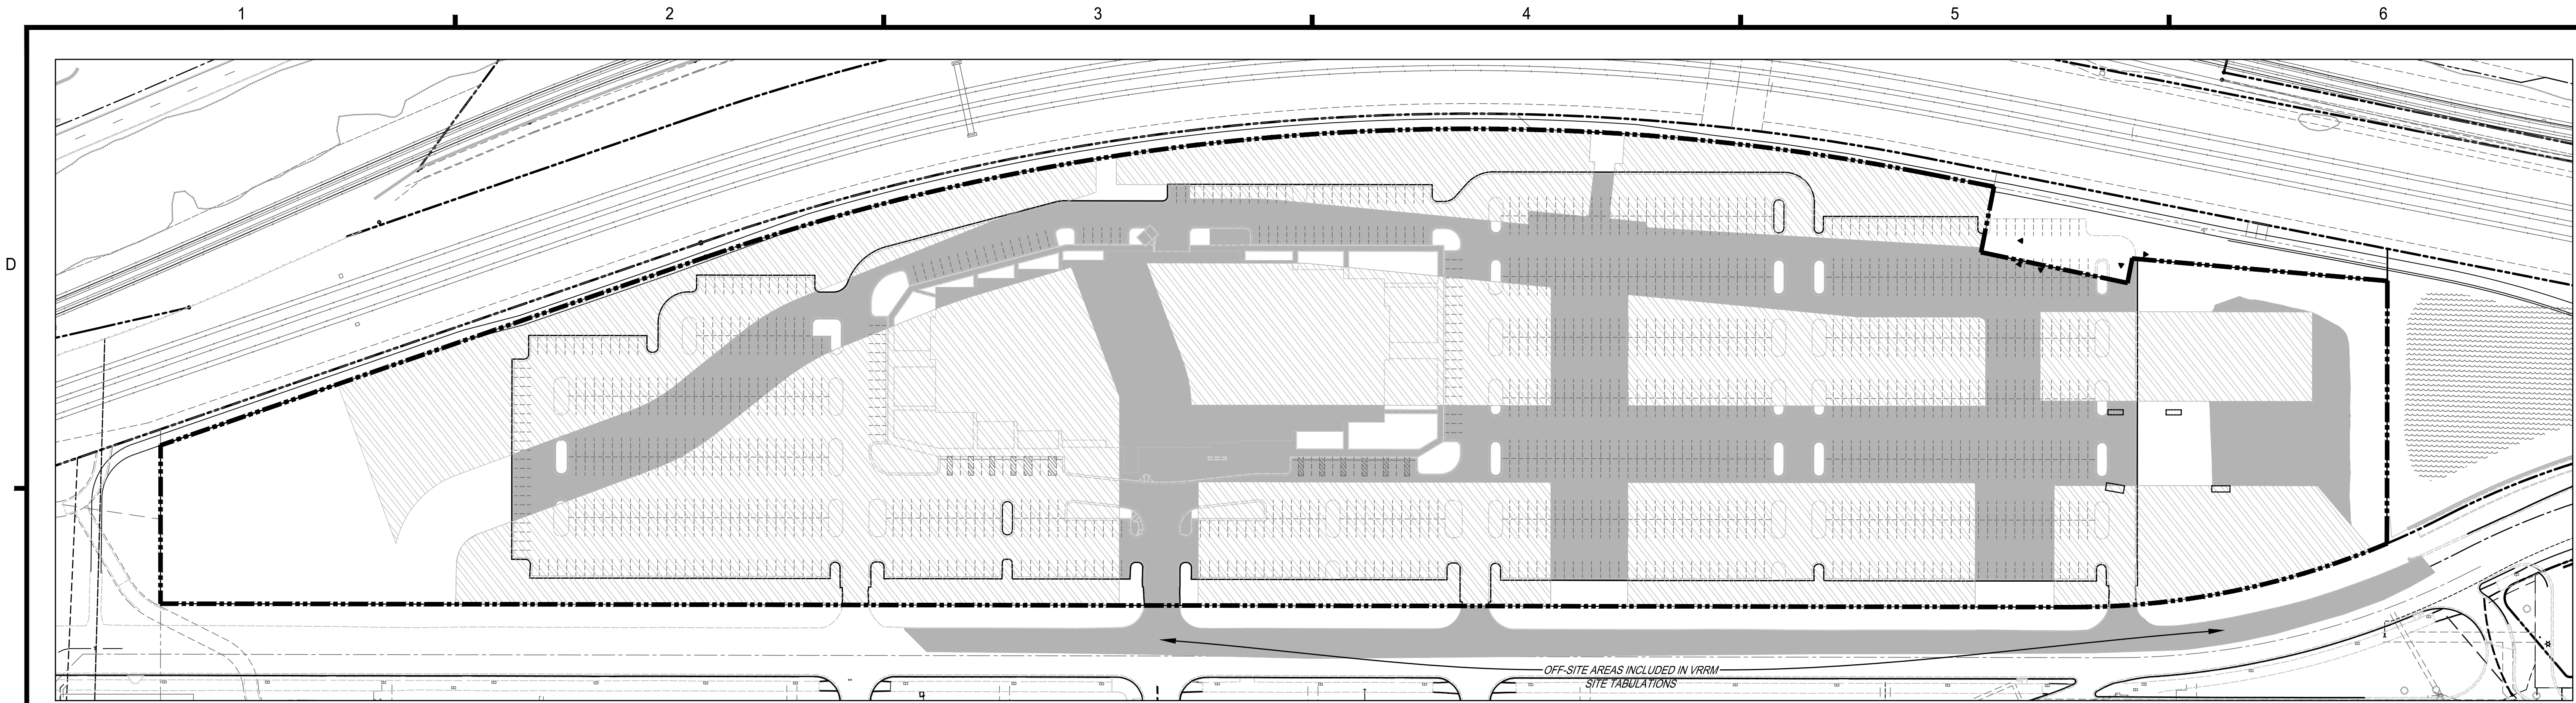 1 2 3 4 5 6
D
OFF-SITE AREAS INCLUDED IN VRRM
SITE TABULATIONS